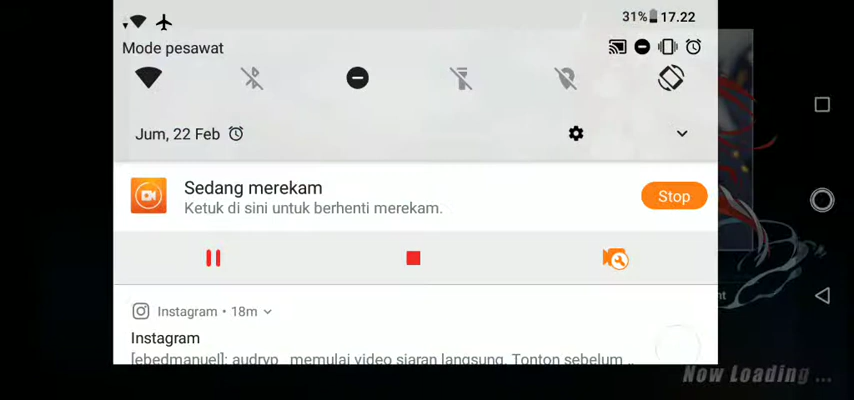 31% 17.22
Mode pesawat
Jum, 22 Feb
Sedang merekam
Ketuk di sini untuk berhenti merekam.
Stop
Instagram • 18m
Instagram
[ebedmanuel]: audryp_ memulai video siaran langsung. Tonton sebelum ...
nt
Now Loading ...